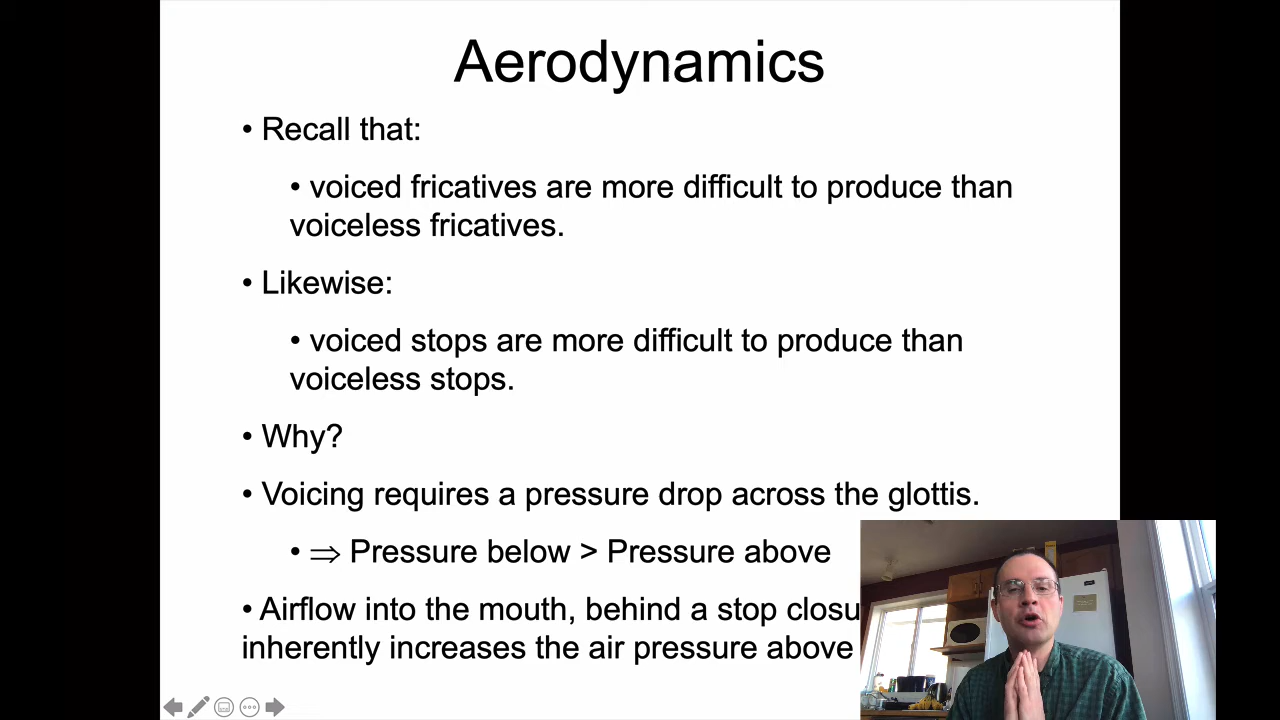 Aerodynamics
• Recall that:
• voiced fricatives are more difficult to produce than
voiceless fricatives.
• Likewise:
• voiced stops are more difficult to produce than
voiceless stops.
• Why?
• Voicing requires a pressure drop across the glottis.
• ⇒ Pressure below > Pressure above
• Airflow into the mouth, behind a stop
inherently increases the air pressure above